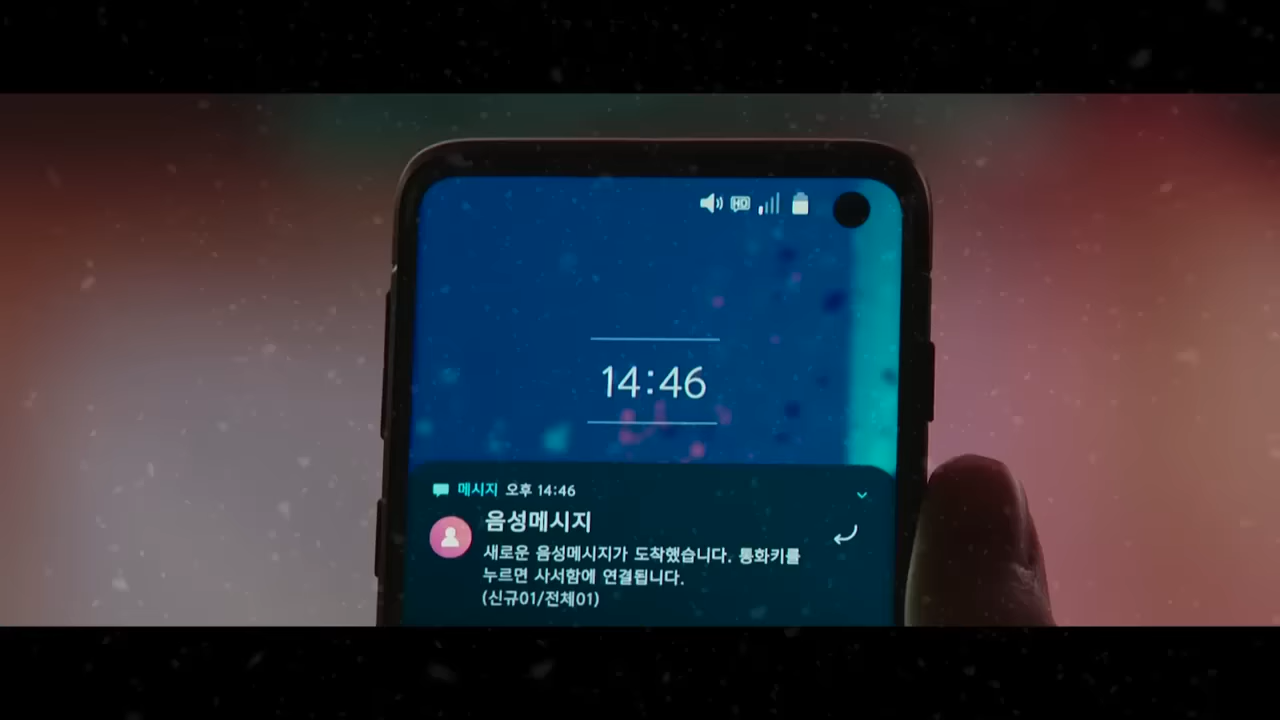 HD
14:46
메시지 오후 14:46
음성메시지
새로운 음성메시지가 도착했습니다. 통화키를
누르면 사서함에 연결됩니다.
(신규01/전체01)